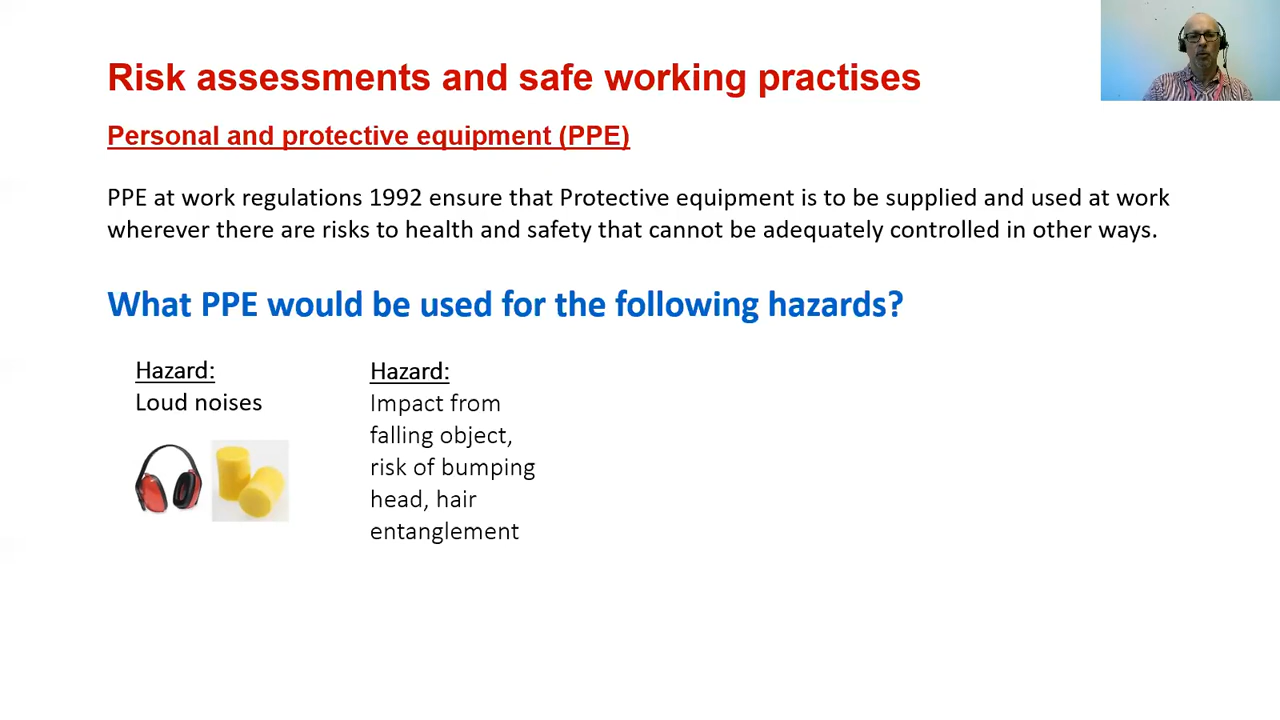 Risk assessments and safe working practises
Personal and protective equipment (PPE)
PPE at work regulations 1992 ensure that Protective equipment is to be supplied and used at work
wherever there are risks to health and safety that cannot be adequately controlled in other ways.
What PPE would be used for the following hazards?
Hazard:
Loud noises
Hazard:
Impact from
falling object,
risk of bumping
head, hair
entanglement